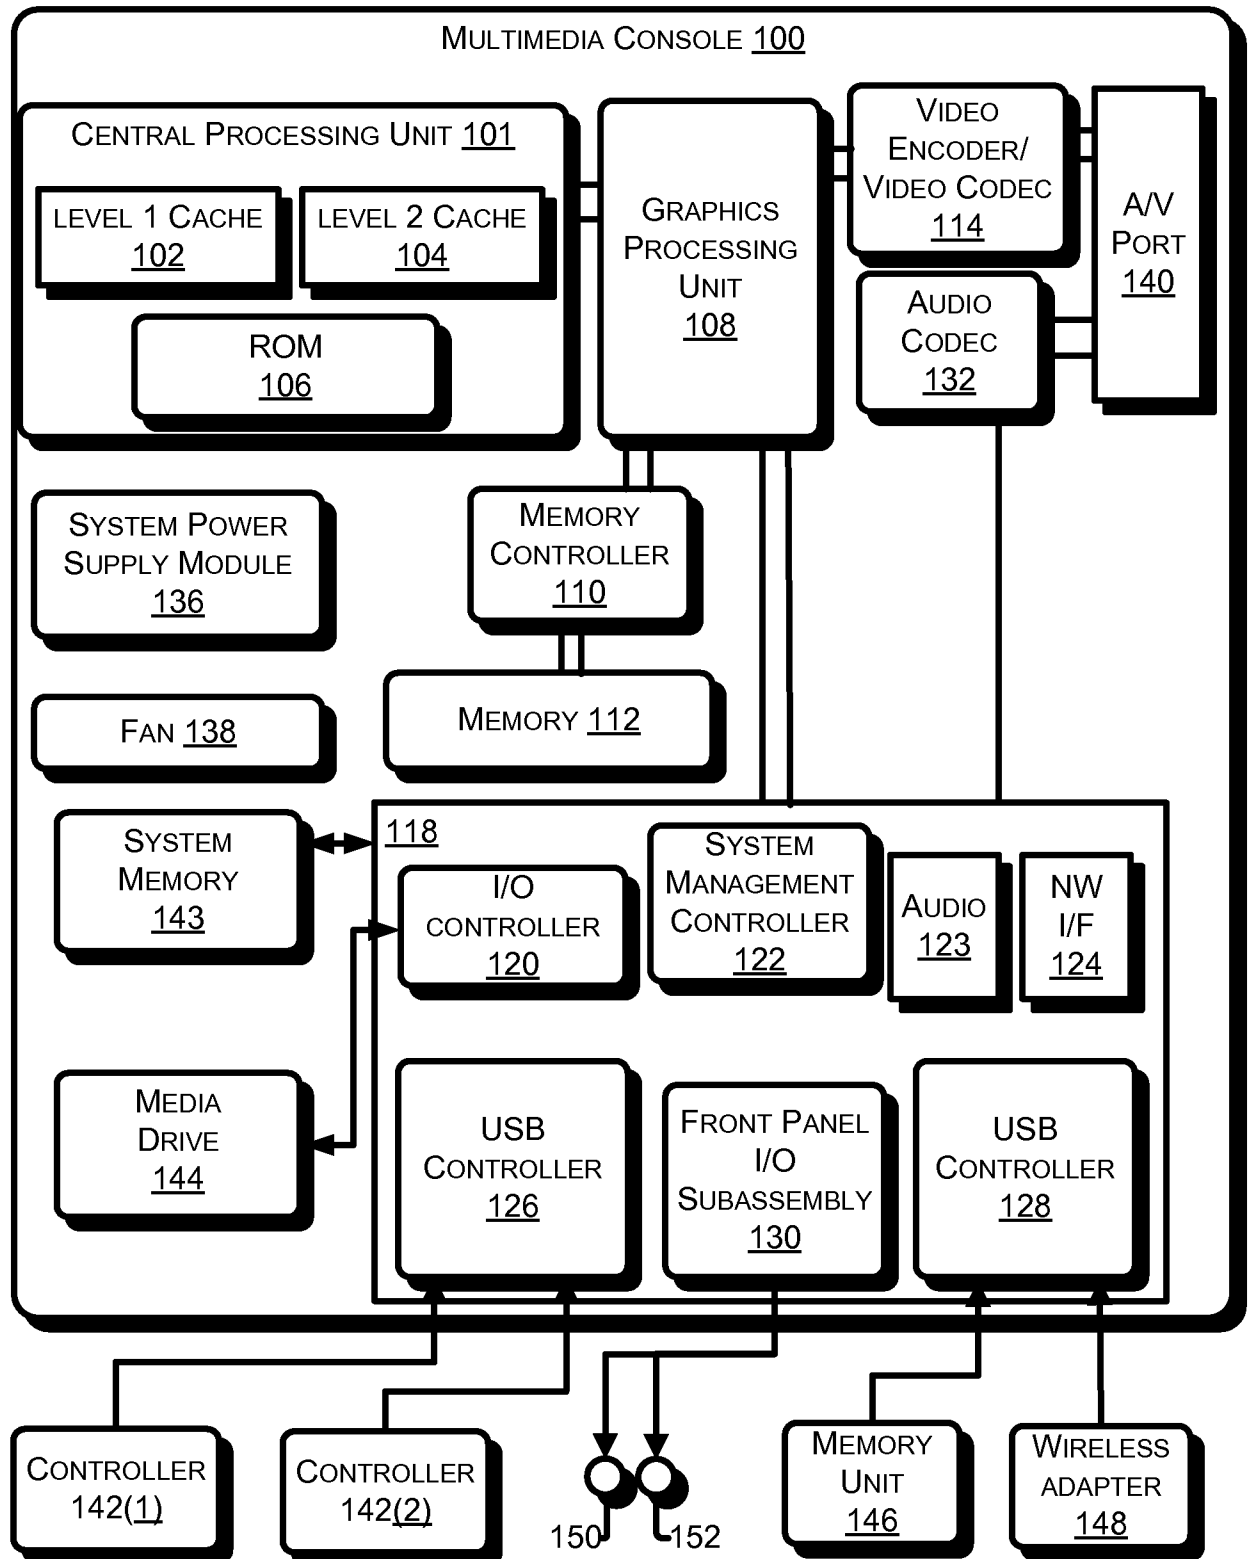 MULTIMEDIA CONSOLE 100
CENTRAL PROCESSING UNIT 101
LEVEL 1 CACHE
102
LEVEL 2 CACHE
104
ROM
106
GRAPHICS
PROCESSING
UNIT
108
VIDEO
ENCODER/
VIDEO CODEC
114
AUDIO
CODEC
132
A/V
PORT
140
SYSTEM POWER
SUPPLY MODULE
136
MEMORY
CONTROLLER
110
FAN 138
MEMORY 112
SYSTEM
MEMORY
143
118
I/O
CONTROLLER
120
SYSTEM
MANAGEMENT
CONTROLLER
122
AUDIO
123
NW
I/F
124
MEDIA
DRIVE
144
USB
CONTROLLER
126
FRONT PANEL
I/O
SUBASSEMBLY
130
USB
CONTROLLER
128
CONTROLLER
142(1)
CONTROLLER
142(2)
150
152
MEMORY
UNIT
146
WIRELESS
ADAPTER
148